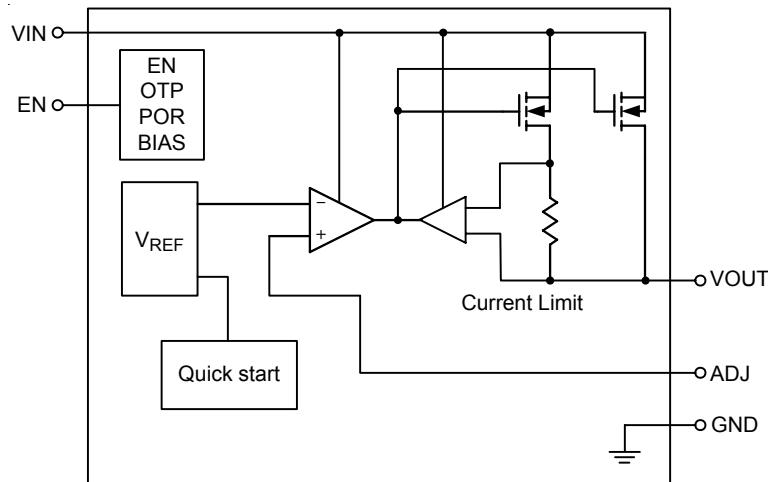 VIN
EN
EN
OTP
POR
BIAS
VREF
−
+
Current Limit
VOUT
Quick start
ADJ
GND